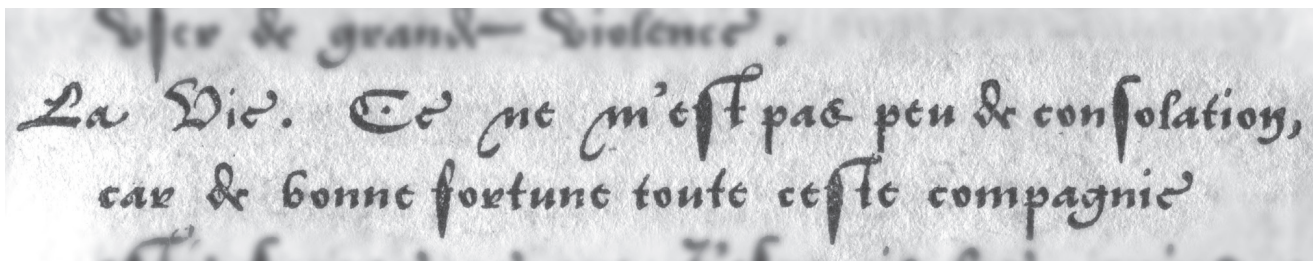 vser de grand violence.
La Vie. Ce ne m'est pas peu de consolation,
car de bonne fortune toute ceste compagnie